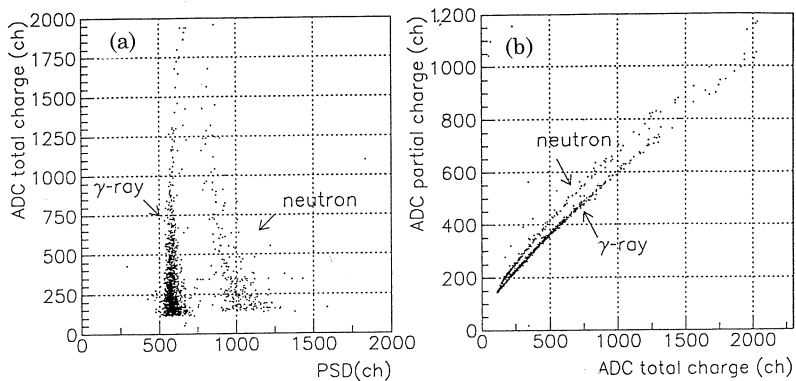 (a)
ADC total charge (ch)
2000
1750
1500
1250
1000
750
500
250
0
γ-ray
neutron
0 500 1000 1500 2000
PSD(ch)
(b)
ADC partial charge (ch)
1200
1000
800
600
400
200
0
neutron
γ-ray
0 500 1000 1500 2000
ADC total charge (ch)